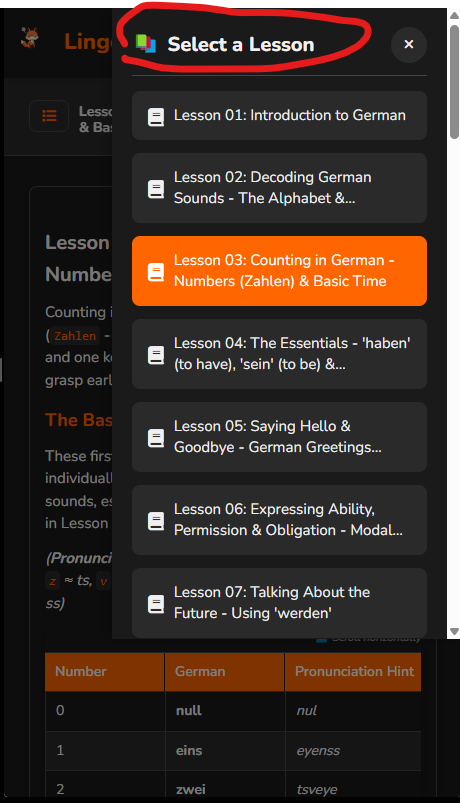 Ling
Select a Lesson
×
Lesson 01: Introduction to German
Lesson 02: Decoding German
Sounds - The Alphabet &...
Lesson 03: Counting in German -
Numbers (Zahlen) & Basic Time
Lesson 04: The Essentials - 'haben'
(to have), 'sein' (to be) &...
Lesson 05: Saying Hello &
Goodbye - German Greetings...
Lesson 06: Expressing Ability,
Permission & Obligation - Modal...
Lesson 07: Talking About the
Future - Using 'werden'
Lesso
& Bas
Lesson
Numbe
Counting i
( Zahlen -
and one k
grasp earl
The Bas
These first
individuall
sounds, es
in Lesson
(Pronunci
z ≈ ts, v
ss)
Scroll horizontally
Number German Pronunciation Hint
0 null nul
1 eins eyenss
2 zwei tsveye